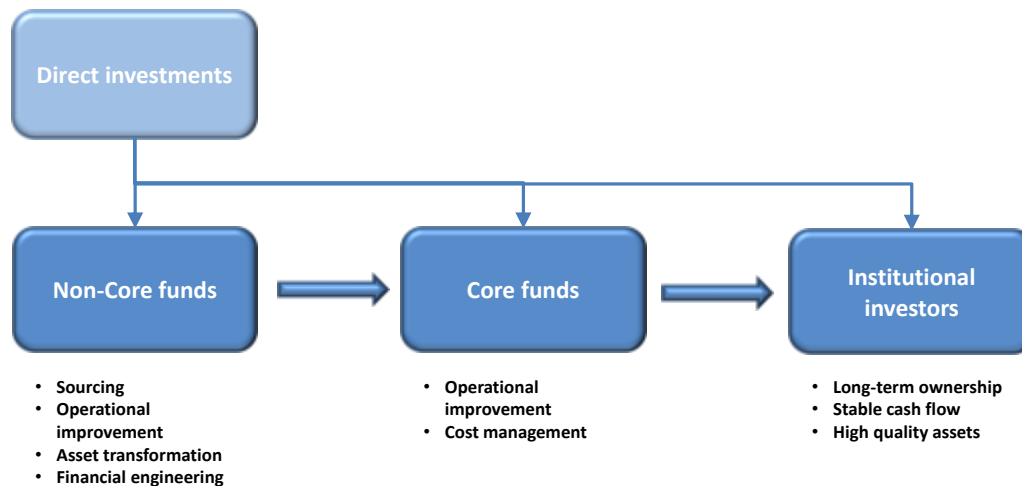 Direct investments
Non-Core funds
Core funds
Institutional
investors
• Sourcing
• Operational
improvement
• Asset transformation
• Financial engineering
• Operational
improvement
• Cost management
• Long-term ownership
• Stable cash flow
• High quality assets